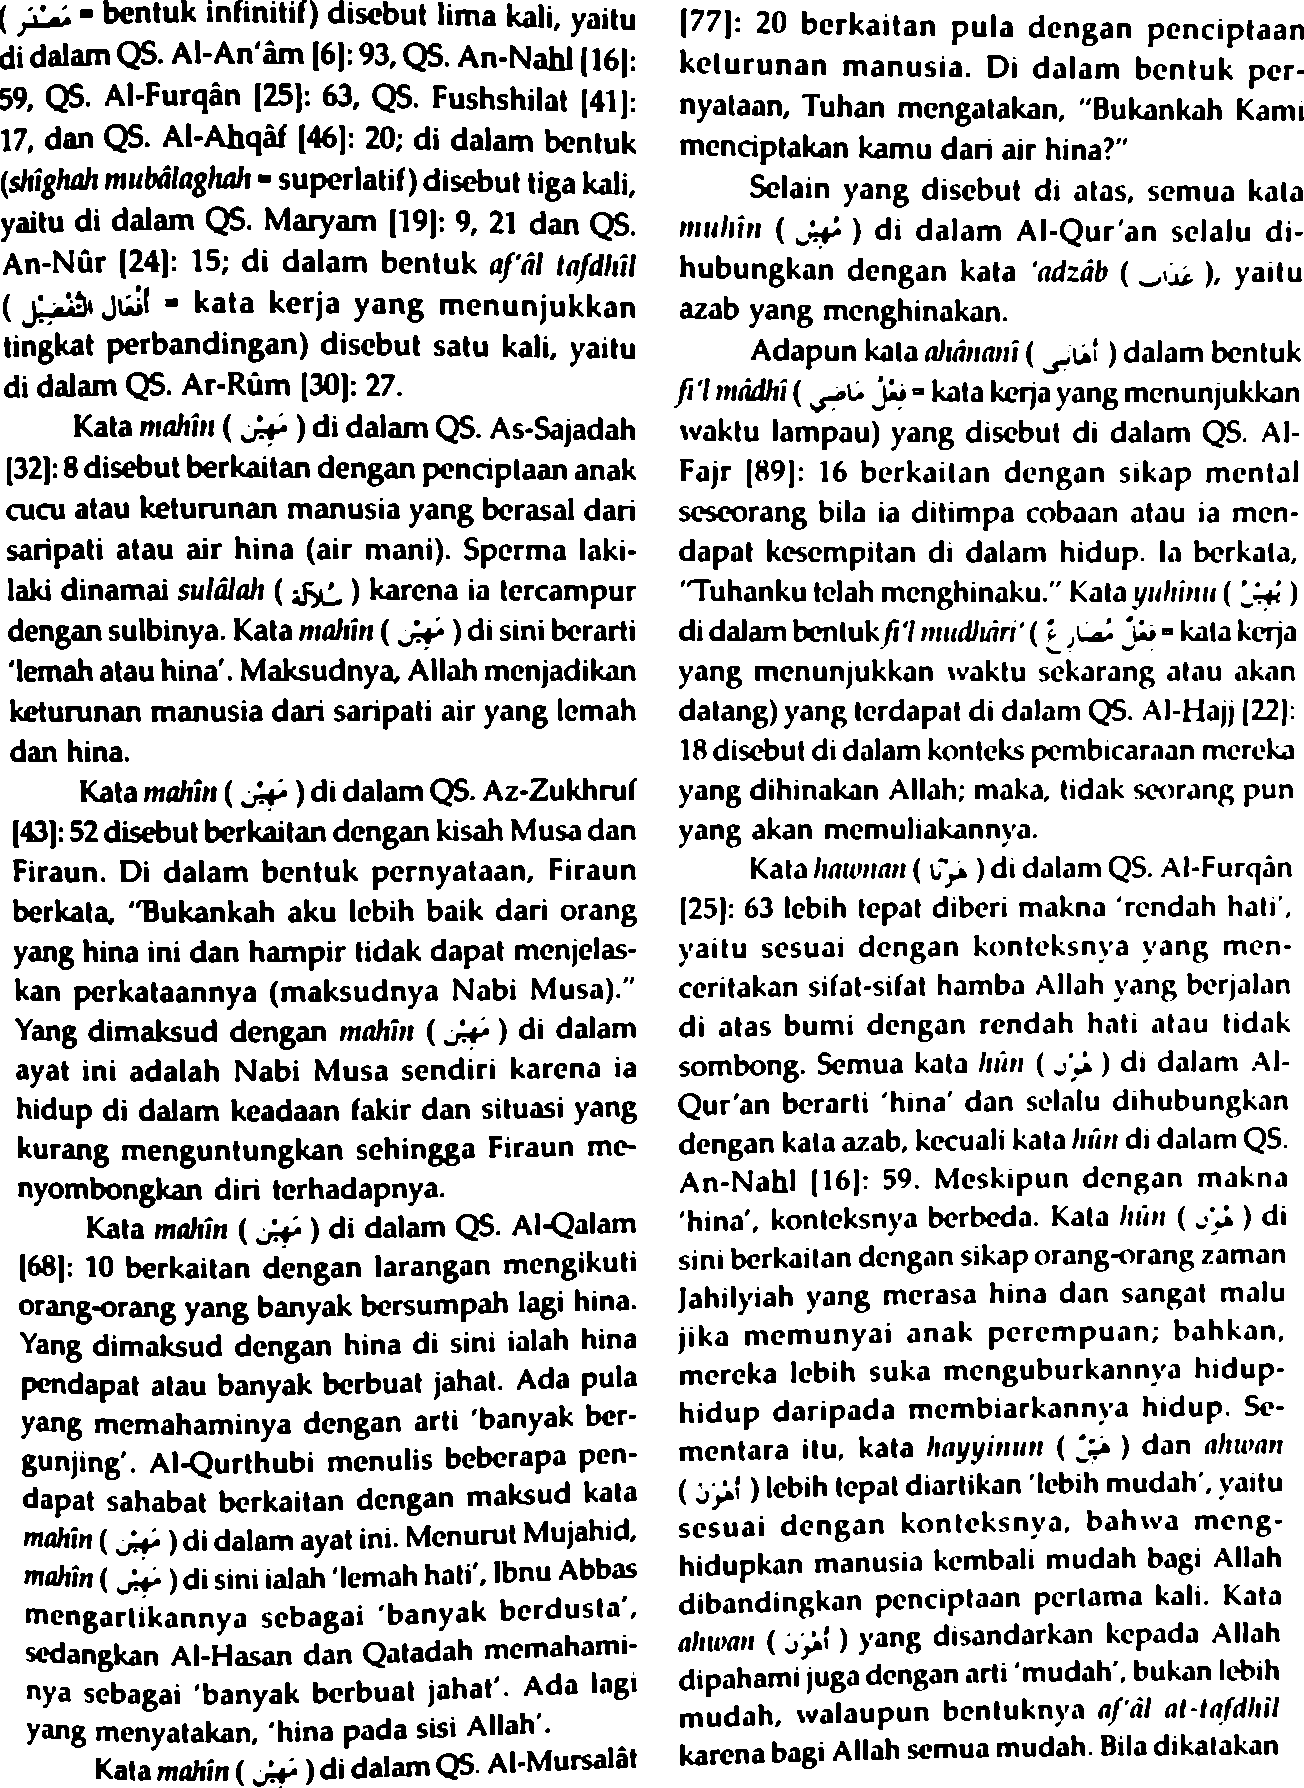 ( مَصْدَر = bentuk infinitif) disebut lima kali, yaitu
di dalam QS. Al-An'âm [6]: 93, QS. An-Nahl [16]:
59, QS. Al-Furqân [25]: 63, QS. Fushshilat [41]:
17, dan QS. Al-Ahqâf [46]: 20; di dalam bentuk
(shîghah mubâlaghah = superlatif) disebut tiga kali,
yaitu di dalam QS. Maryam [19]: 9, 21 dan QS.
An-Nûr [24]: 15; di dalam bentuk af'âl tafdhîl
( أَفْعَال التَّفْضِيْل = kata kerja yang menunjukkan
tingkat perbandingan) disebut satu kali, yaitu
di dalam QS. Ar-Rûm [30]: 27.
Kata mahîn ( مَهِيْن ) di dalam QS. As-Sajadah
[32]: 8 disebut berkaitan dengan penciptaan anak
cucu atau keturunan manusia yang berasal dari
saripati atau air hina (air mani). Sperma laki-
laki dinamai sulâlah ( سُلَالَة ) karena ia tercampur
dengan sulbinya. Kata mahîn ( مَهِيْن ) di sini berarti
'lemah atau hina'. Maksudnya, Allah menjadikan
keturunan manusia dari saripati air yang lemah
dan hina.
Kata mahîn ( مَهِيْن ) di dalam QS. Az-Zukhruf
[43]: 52 disebut berkaitan dengan kisah Musa dan
Firaun. Di dalam bentuk pernyataan, Firaun
berkata, "Bukankah aku lebih baik dari orang
yang hina ini dan hampir tidak dapat menjelas-
kan perkataannya (maksudnya Nabi Musa)."
Yang dimaksud dengan mahîn ( مَهِيْن ) di dalam
ayat ini adalah Nabi Musa sendiri karena ia
hidup di dalam keadaan fakir dan situasi yang
kurang menguntungkan sehingga Firaun me-
nyombongkan diri terhadapnya.
Kata mahîn ( مَهِيْن ) di dalam QS. Al-Qalam
[68]: 10 berkaitan dengan larangan mengikuti
orang-orang yang banyak bersumpah lagi hina.
Yang dimaksud dengan hina di sini ialah hina
pendapat atau banyak berbuat jahat. Ada pula
yang memahaminya dengan arti 'banyak ber-
gunjing'. Al-Qurthubi menulis beberapa pen-
dapat sahabat berkaitan dengan maksud kata
mahîn ( مَهِيْن ) di dalam ayat ini. Menurut Mujahid,
mahîn ( مَهِيْن ) di sini ialah 'lemah hati', Ibnu Abbas
mengartikannya sebagai 'banyak berdusta',
sedangkan Al-Hasan dan Qatadah memahami-
nya sebagai 'banyak berbuat jahat'. Ada lagi
yang menyatakan, 'hina pada sisi Allah'.
Kata mahîn ( مَهِيْن ) di dalam QS. Al-Mursalât
[77]: 20 berkaitan pula dengan penciptaan
keturunan manusia. Di dalam bentuk per-
nyataan, Tuhan mengatakan, "Bukankah Kami
menciptakan kamu dari air hina?"
Selain yang disebut di atas, semua kata
muhîn ( مُهِيْن ) di dalam Al-Qur'an selalu di-
hubungkan dengan kata 'adzâb ( عَذَاب ), yaitu
azab yang menghinakan.
Adapun kata ahânanî ( أَهَانَنِي ) dalam bentuk
fi'l mâdhî ( فِعْلٌ مَاضِي = kata kerja yang menunjukkan
waktu lampau) yang disebut di dalam QS. Al-
Fajr [89]: 16 berkaitan dengan sikap mental
seseorang bila ia ditimpa cobaan atau ia men-
dapat kesempitan di dalam hidup. Ia berkata,
"Tuhanku telah menghinaku." Kata yuhînu ( يُهِيْنُ )
di dalam bentuk fi'l mudhâri' ( فِعْلٌ مُضَارِعٌ = kata kerja
yang menunjukkan waktu sekarang atau akan
datang) yang terdapat di dalam QS. Al-Hajj [22]:
18 disebut di dalam konteks pembicaraan mereka
yang dihinakan Allah; maka, tidak seorang pun
yang akan memuliakannya.
Kata hawnan ( هَوْنًا ) di dalam QS. Al-Furqân
[25]: 63 lebih tepat diberi makna 'rendah hati',
yaitu sesuai dengan konteksnya yang men-
ceritakan sifat-sifat hamba Allah yang berjalan
di atas bumi dengan rendah hati atau tidak
sombong. Semua kata hûn ( هُوْن ) di dalam Al-
Qur'an berarti 'hina' dan selalu dihubungkan
dengan kata azab, kecuali kata hûn di dalam QS.
An-Nahl [16]: 59. Meskipun dengan makna
'hina', konteksnya berbeda. Kata hûn ( هُوْن ) di
sini berkaitan dengan sikap orang-orang zaman
Jahilyiah yang merasa hina dan sangat malu
jika memunyai anak perempuan; bahkan,
mereka lebih suka menguburkannya hidup-
hidup daripada membiarkannya hidup. Se-
mentara itu, kata hayyinun ( هَيِّنٌ ) dan ahwan
( أَهْوَن ) lebih tepat diartikan 'lebih mudah', yaitu
sesuai dengan konteksnya, bahwa meng-
hidupkan manusia kembali mudah bagi Allah
dibandingkan penciptaan pertama kali. Kata
ahwan ( أَهْوَن ) yang disandarkan kepada Allah
dipahami juga dengan arti 'mudah', bukan lebih
mudah, walaupun bentuknya af'âl at-tafdhîl
karena bagi Allah semua mudah. Bila dikatakan